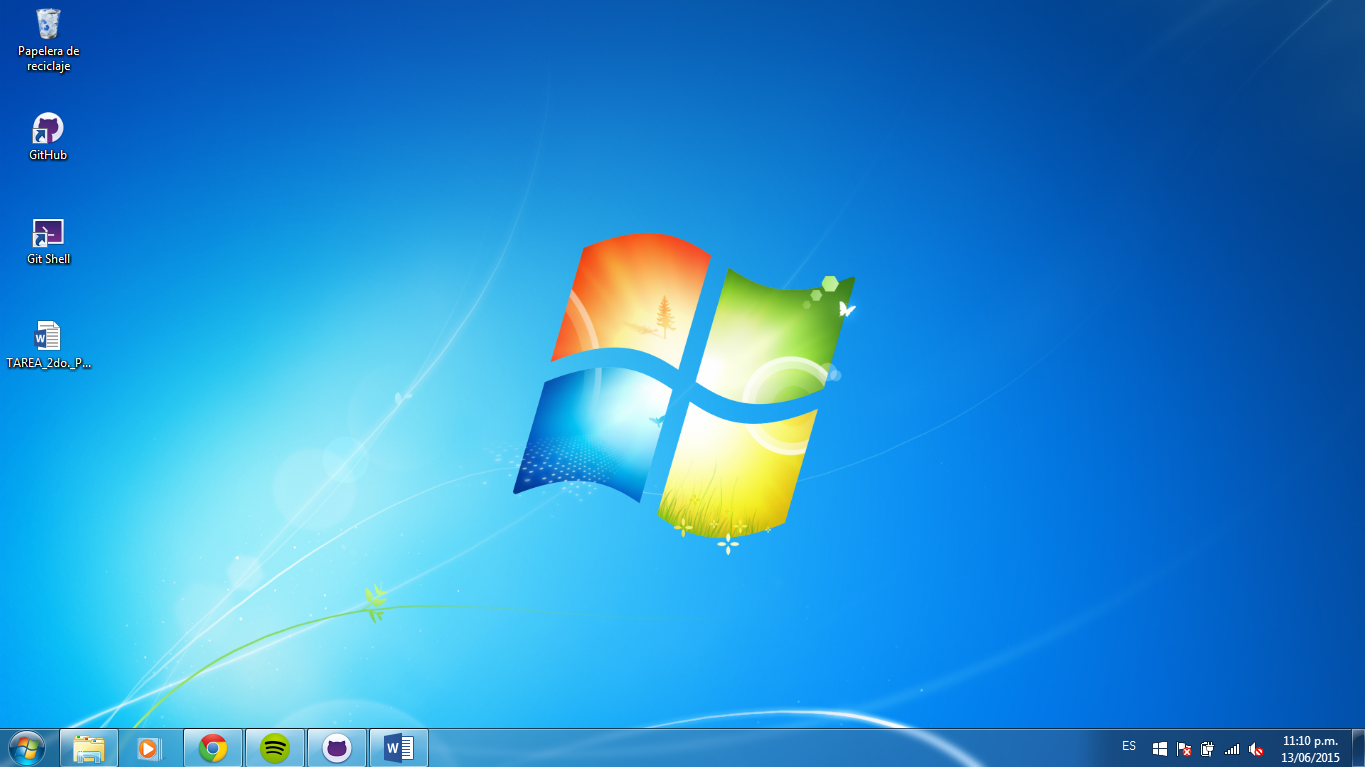 Papelera de
reciclaje
GitHub
Git Shell
TAREA_2do._P...
ES
11:10 p.m.
13/06/2015